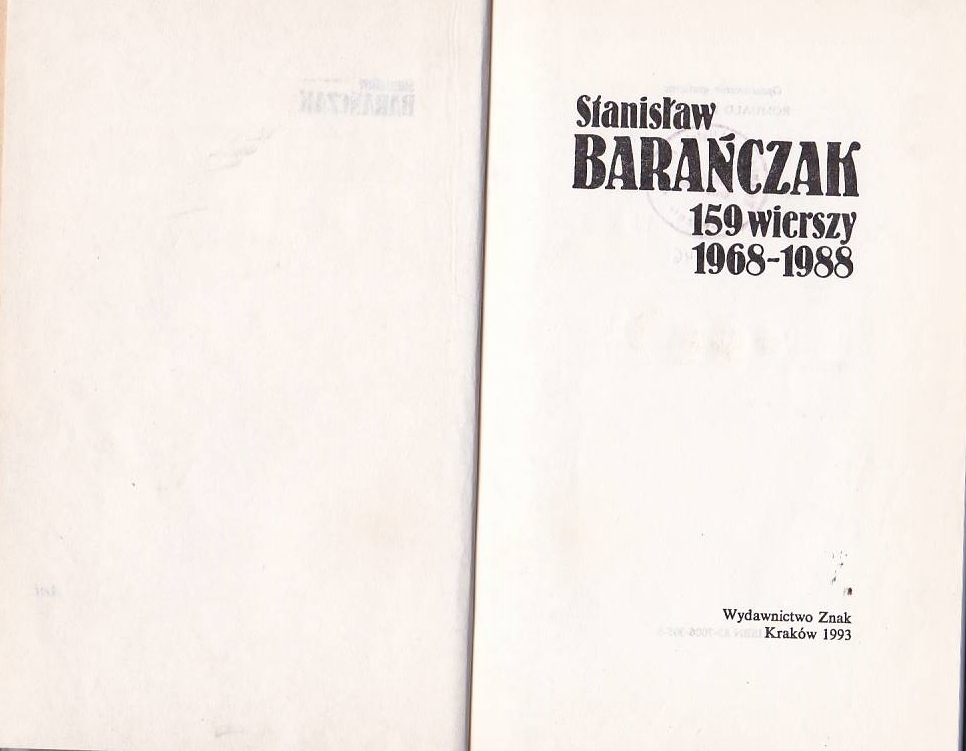 Stanisław
BARAŃCZAK
159 wierszy
1968-1988
Wydawnictwo Znak
Kraków 1993